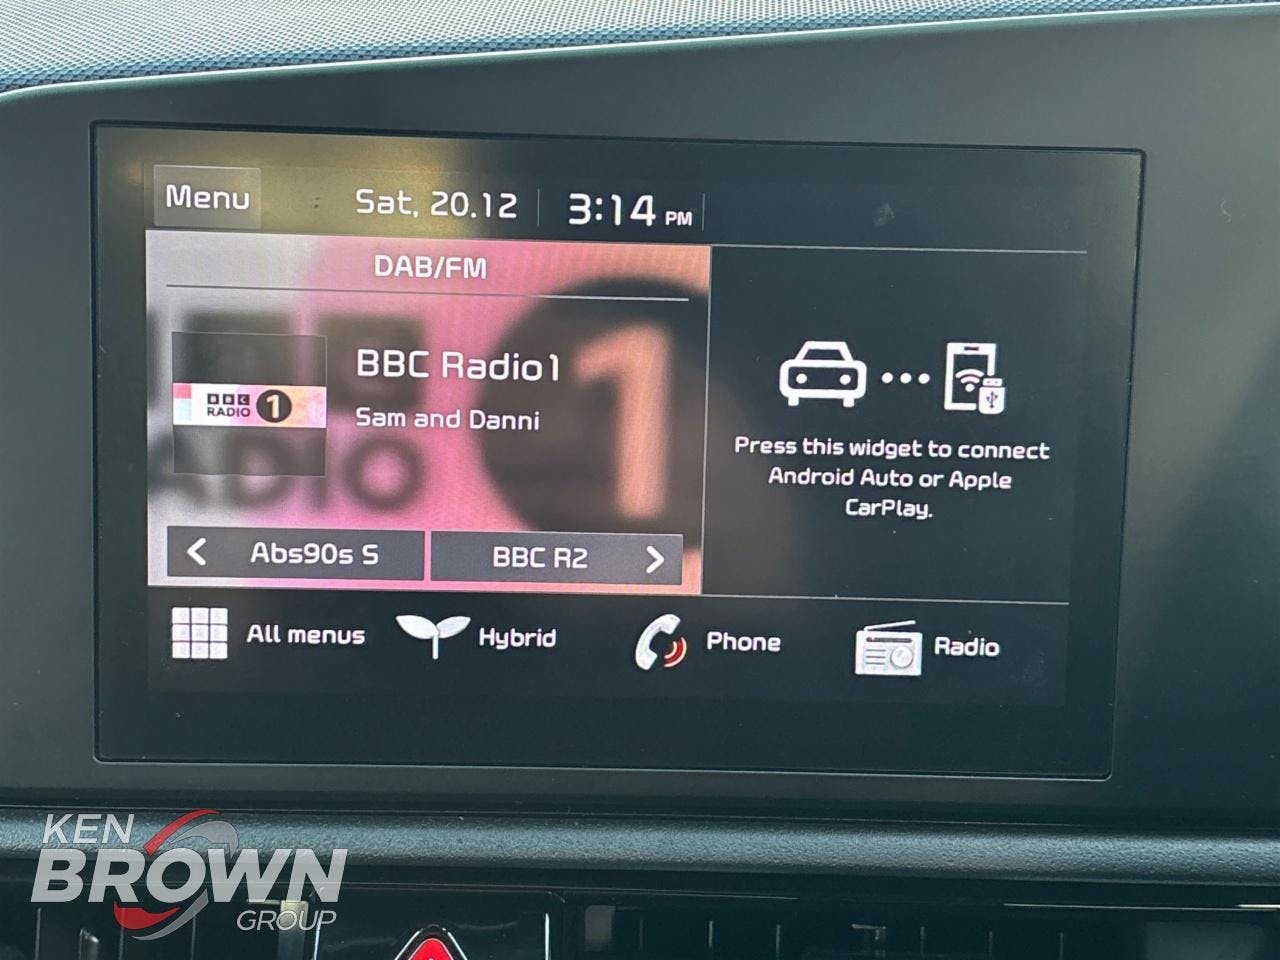 Menu
Sat, 20.12
3:14 PM
DAB/FM
BBC Radio1
Sam and Danni
BBC
RADIO 1
Abs90s S
BBC R2
Press this widget to connect
Android Auto or Apple
CarPlay.
All menus
Hybrid
Phone
Radio
KEN
BROWN
GROUP